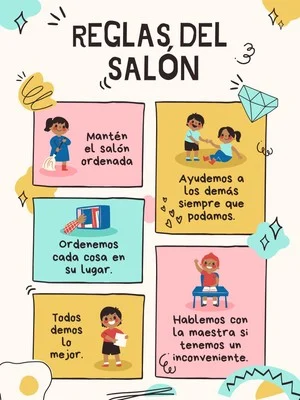 REGLAS DEL
SALÓN
Mantén
el salón
ordenada
Ayudemos a
los demás
siempre que
podamos.
Ordenemos
cada cosa en
su lugar.
Todos
demos
lo
mejor.
Hablemos con
la maestra si
tenemos un
inconveniente.